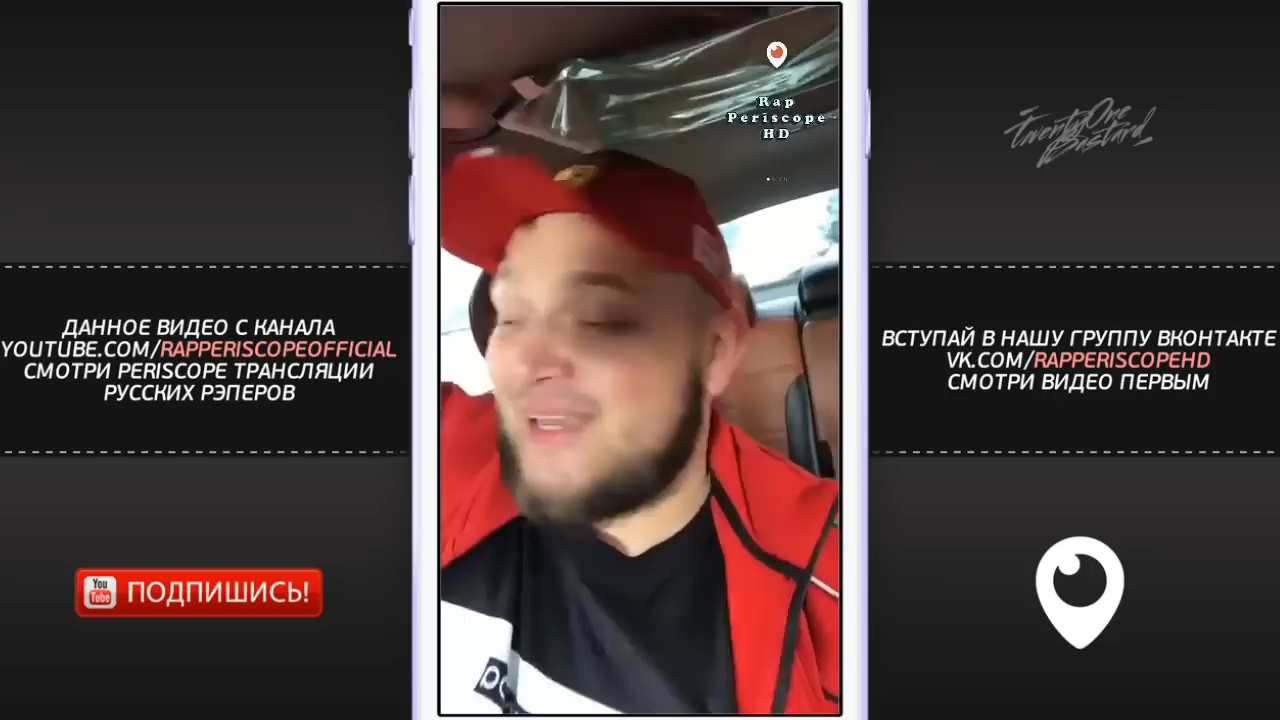 Rap
Periscope
HD
TwentyOne
Bastard
ДАННОЕ ВИДЕО С КАНАЛА
YOUTUBE.COM/RAPPERISCOPEOFFICIAL
СМОТРИ PERISCOPE ТРАНСЛЯЦИИ
РУССКИХ РЭПЕРОВ
ВСТУПАЙ В НАШУ ГРУППУ ВКОНТАКТЕ
VK.COM/RAPPERISCOPEHD
СМОТРИ ВИДЕО ПЕРВЫМ
You
Tube
ПОДПИШИСЬ!